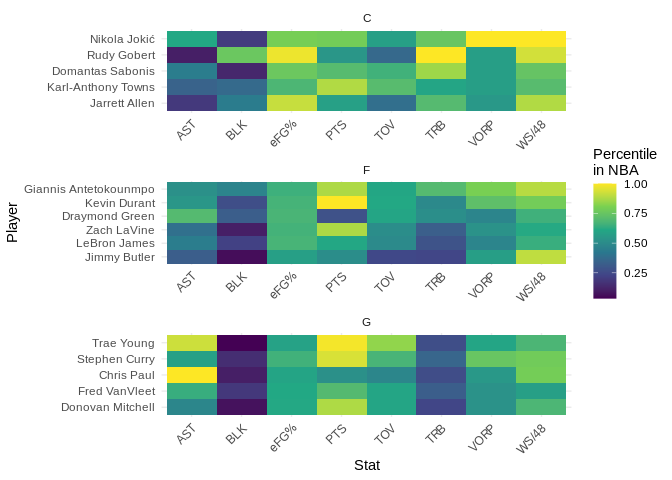 C
Nikola Jokić
Rudy Gobert
Domantas Sabonis
Karl-Anthony Towns
Jarrett Allen
AST BLK eFG% PTS TOV TRB VORP WS/48
F
Giannis Antetokounmpo
Kevin Durant
Draymond Green
Zach LaVine
LeBron James
Jimmy Butler
AST BLK eFG% PTS TOV TRB VORP WS/48
G
Trae Young
Stephen Curry
Chris Paul
Fred VanVleet
Donovan Mitchell
AST BLK eFG% PTS TOV TRB VORP WS/48
Stat
Player
Percentile
in NBA
1.00
0.75
0.50
0.25